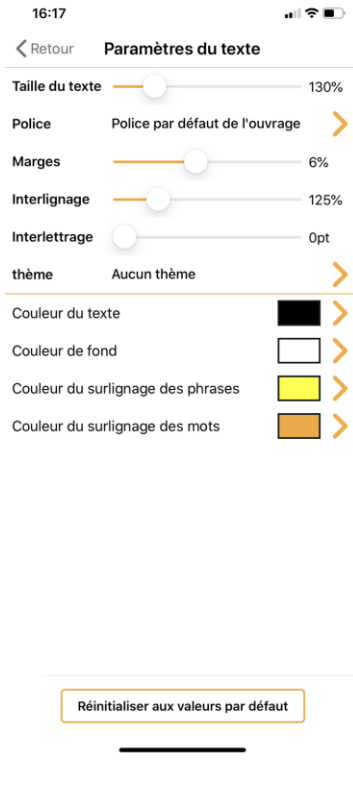 16:17
Retour Paramètres du texte
Taille du texte 130%
Police Police par défaut de l'ouvrage
Marges 6%
Interlignage 125%
Interlettrage 0pt
thème Aucun thème
Couleur du texte
Couleur de fond
Couleur du surlignage des phrases
Couleur du surlignage des mots
Réinitialiser aux valeurs par défaut